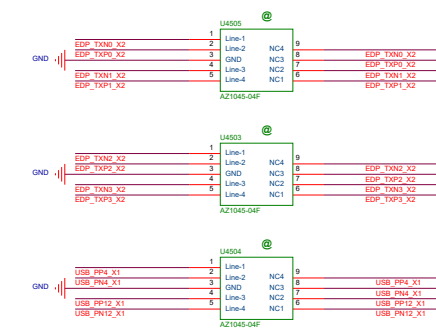 @
U4505
1 Line-1
EDP_TXN0_X2 2 Line-2 NC4 9
EDP_TXP0_X2 3 GND NC3 8 EDP_TXN0_X2
GND 4 Line-3 NC2 7 EDP_TXP0_X2
EDP_TXN1_X2 5 Line-4 NC1 6 EDP_TXN1_X2
EDP_TXP1_X2 EDP_TXP1_X2
AZ1045-04F
@
U4503
1 Line-1
EDP_TXN2_X2 2 Line-2 NC4 9
EDP_TXP2_X2 3 GND NC3 8 EDP_TXN2_X2
GND 4 Line-3 NC2 7 EDP_TXP2_X2
EDP_TXN3_X2 5 Line-4 NC1 6 EDP_TXN3_X2
EDP_TXP3_X2 EDP_TXP3_X2
AZ1045-04F
@
U4504
1 Line-1
USB_PP4_X1 2 Line-2 NC4 9
USB_PN4_X1 3 GND NC3 8 USB_PP4_X1
GND 4 Line-3 NC2 7 USB_PN4_X1
USB_PP12_X1 5 Line-4 NC1 6 USB_PP12_X1
USB_PN12_X1 USB_PN12_X1
AZ1045-04F